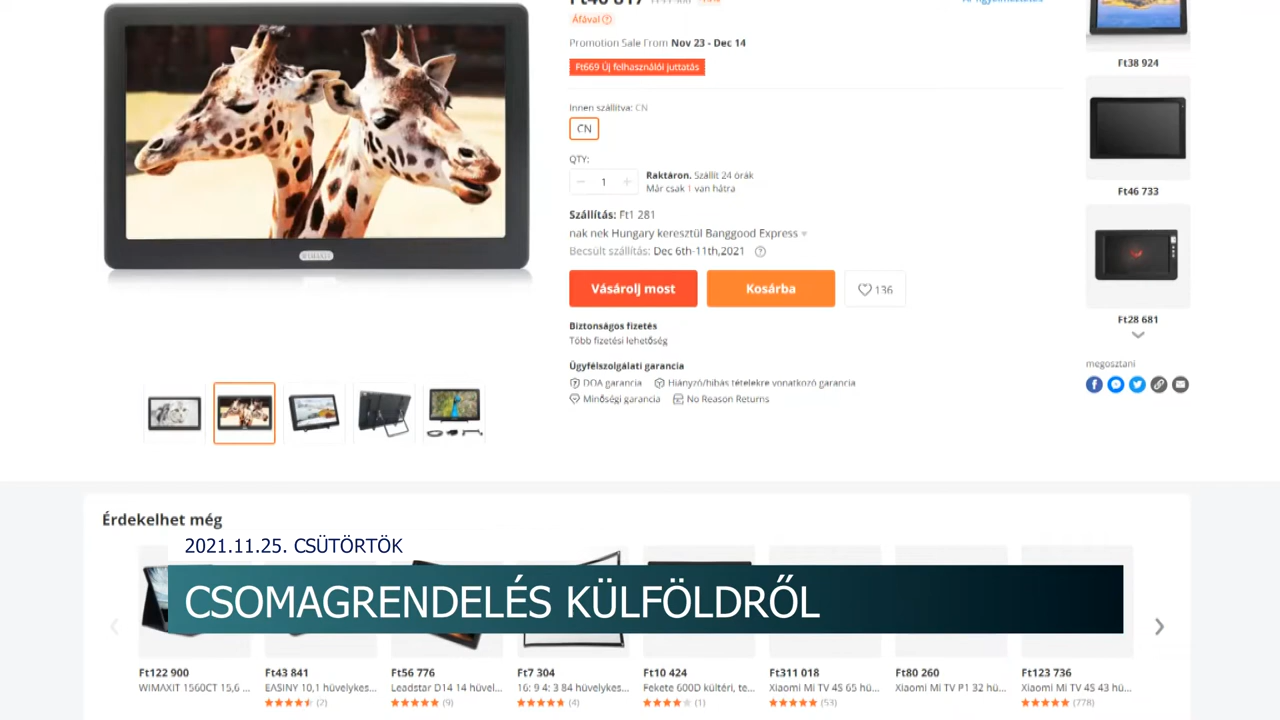 Áfával
Promotion Sale From Nov 23 - Dec 14
Ft669 Új felhasználói juttatás
Innen szállítva: CN
CN
QTY:
1
Raktáron. Szállít 24 órák
Már csak 1 van hátra
Szállítás: Ft1 281
nak nek Hungary keresztül Banggood Express
Becsült szállítás: Dec 6th-11th,2021
Vásárolj most
Kosárba
136
Biztonságos fizetés
Több fizetési lehetőség
Ügyfélszolgálati garancia
DOA garancia
Hiányzó/hibás tételekre vonatkozó garancia
Minőségi garancia
No Reason Returns
WIMAXIT
Ft38 924
Ft46 733
Ft28 681
megosztani
Érdekelhet még
2021.11.25. CSÜTÖRTÖK
CSOMAGRENDELÉS KÜLFÖLDRŐL
Ft122 900
WIMAXIT 1560CT 15,6 ...
Ft43 841
EASINY 10,1 hüvelykes...
(2)
Ft56 776
Leadstar D14 14 hüvel...
(9)
Ft7 304
16: 9 4: 3 84 hüvelykes...
(4)
Ft10 424
Fekete 600D kültéri, te...
(1)
Ft311 018
Xiaomi Mi TV 4S 65 hü...
(53)
Ft80 260
Xiaomi Mi TV P1 32 hü...
Ft123 736
Xiaomi Mi TV 4S 43 hü...
(778)